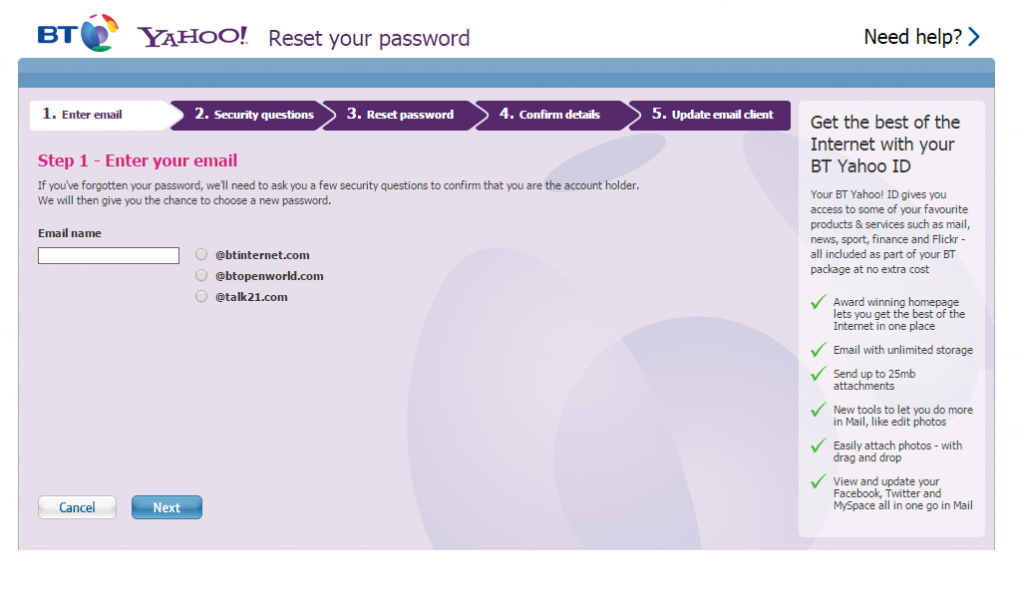 BT YAHOO! Reset your password
Need help?
1. Enter email
2. Security questions
3. Reset password
4. Confirm details
5. Update email client
Step 1 - Enter your email
If you've forgotten your password, we'll need to ask you a few security questions to confirm that you are the account holder.
We will then give you the chance to choose a new password.
Email name
@btinternet.com
@btopenworld.com
@talk21.com
Cancel
Next
Get the best of the
Internet with your
BT Yahoo ID
Your BT Yahoo! ID gives you
access to some of your favourite
products & services such as mail,
news, sport, finance and Flickr -
all included as part of your BT
package at no extra cost
Award winning homepage
lets you get the best of the
Internet in one place
Email with unlimited storage
Send up to 25mb
attachments
New tools to let you do more
in Mail, like edit photos
Easily attach photos - with
drag and drop
View and update your
Facebook, Twitter and
MySpace all in one go in Mail